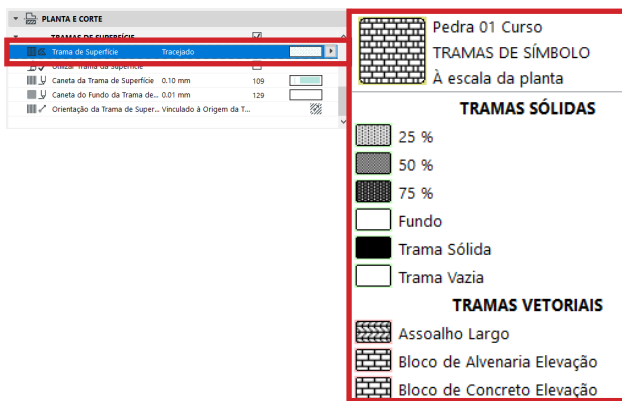 PLANTA E CORTE
TRAMAS DE SUPERFÍCIE
Trama de Superfície Tracejado
Utilizar Trama da Superfície
Caneta da Trama de Superfície 0.10 mm 109
Caneta do Fundo da Trama de... 0.01 mm 129
Orientação da Trama de Super... Vinculado à Origem da T...
Pedra 01 Curso
TRAMAS DE SÍMBOLO
À escala da planta
TRAMAS SÓLIDAS
25 %
50 %
75 %
Fundo
Trama Sólida
Trama Vazia
TRAMAS VETORIAIS
Assoalho Largo
Bloco de Alvenaria Elevação
Bloco de Concreto Elevação